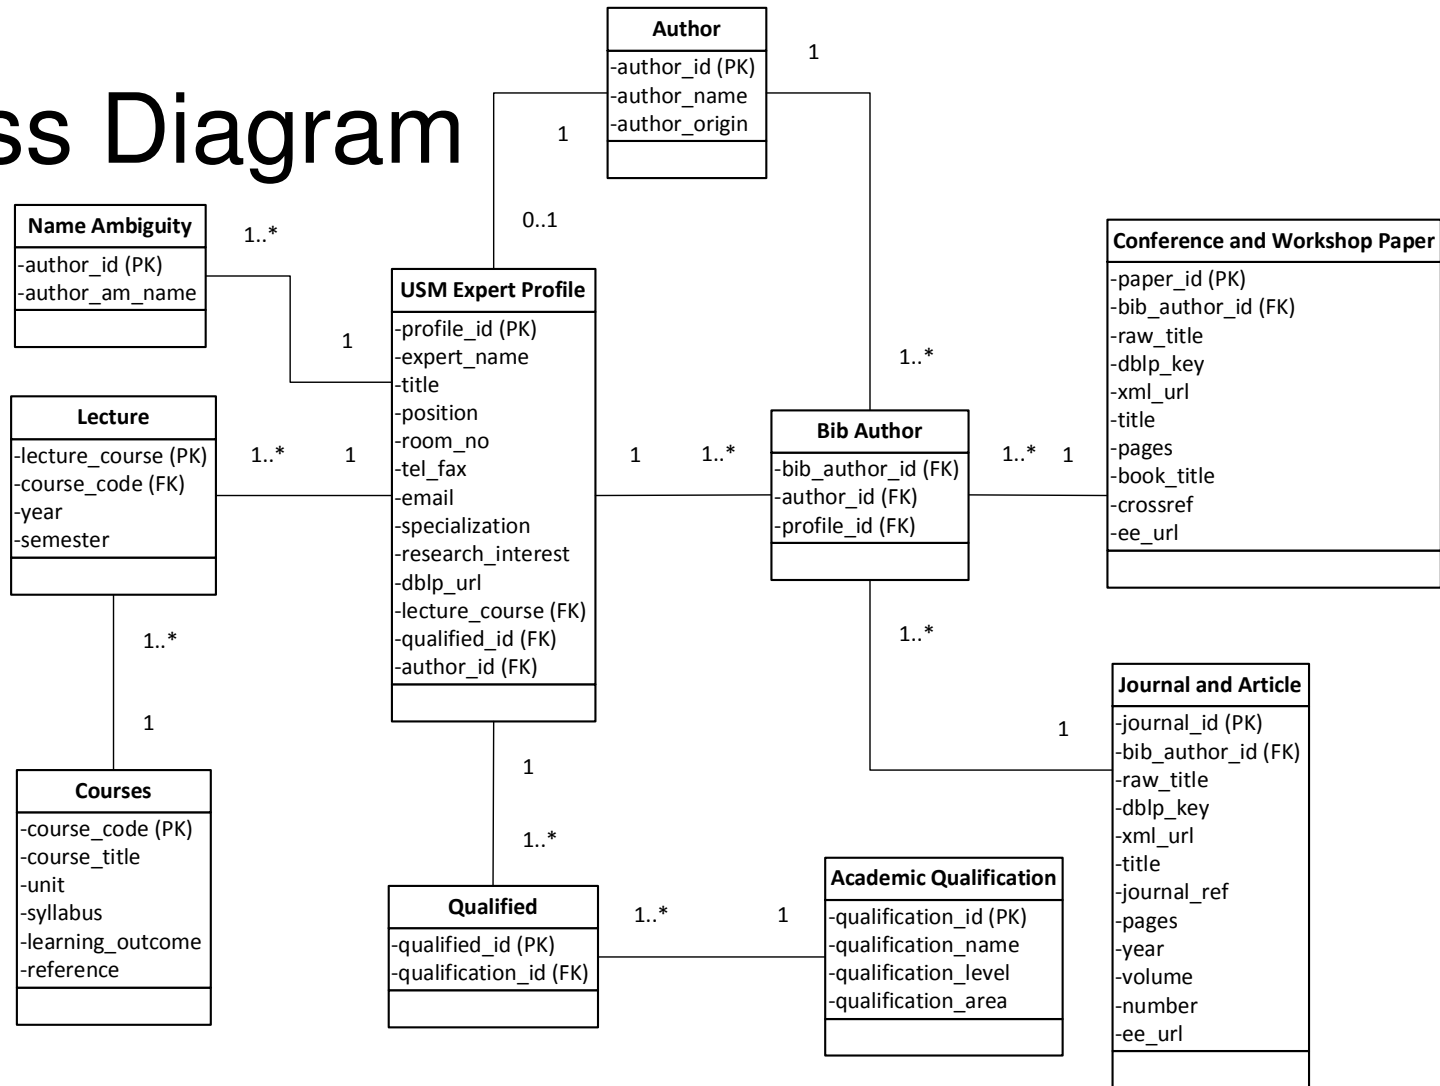 ss Diagram
Author
-author_id (PK)
-author_name
-author_origin
1
1
0..1
Name Ambiguity
-author_id (PK)
-author_am_name
1..*
1
USM Expert Profile
-profile_id (PK)
-expert_name
-title
-position
-room_no
-tel_fax
-email
-specialization
-research_interest
-dblp_url
-lecture_course (FK)
-qualified_id (FK)
-author_id (FK)
Conference and Workshop Paper
-paper_id (PK)
-bib_author_id (FK)
-raw_title
-dblp_key
-xml_url
-title
-pages
-book_title
-crossref
-ee_url
1..*
Lecture
-lecture_course (PK)
-course_code (FK)
-year
-semester
1..*
1
1
1..*
Bib Author
-bib_author_id (FK)
-author_id (FK)
-profile_id (FK)
1..*
1
1..*
1
1..*
1
Courses
-course_code (PK)
-course_title
-unit
-syllabus
-learning_outcome
-reference
1
1..*
Qualified
-qualified_id (PK)
-qualification_id (FK)
1..*
1
Academic Qualification
-qualification_id (PK)
-qualification_name
-qualification_level
-qualification_area
Journal and Article
-journal_id (PK)
-bib_author_id (FK)
-raw_title
-dblp_key
-xml_url
-title
-journal_ref
-pages
-year
-volume
-number
-ee_url